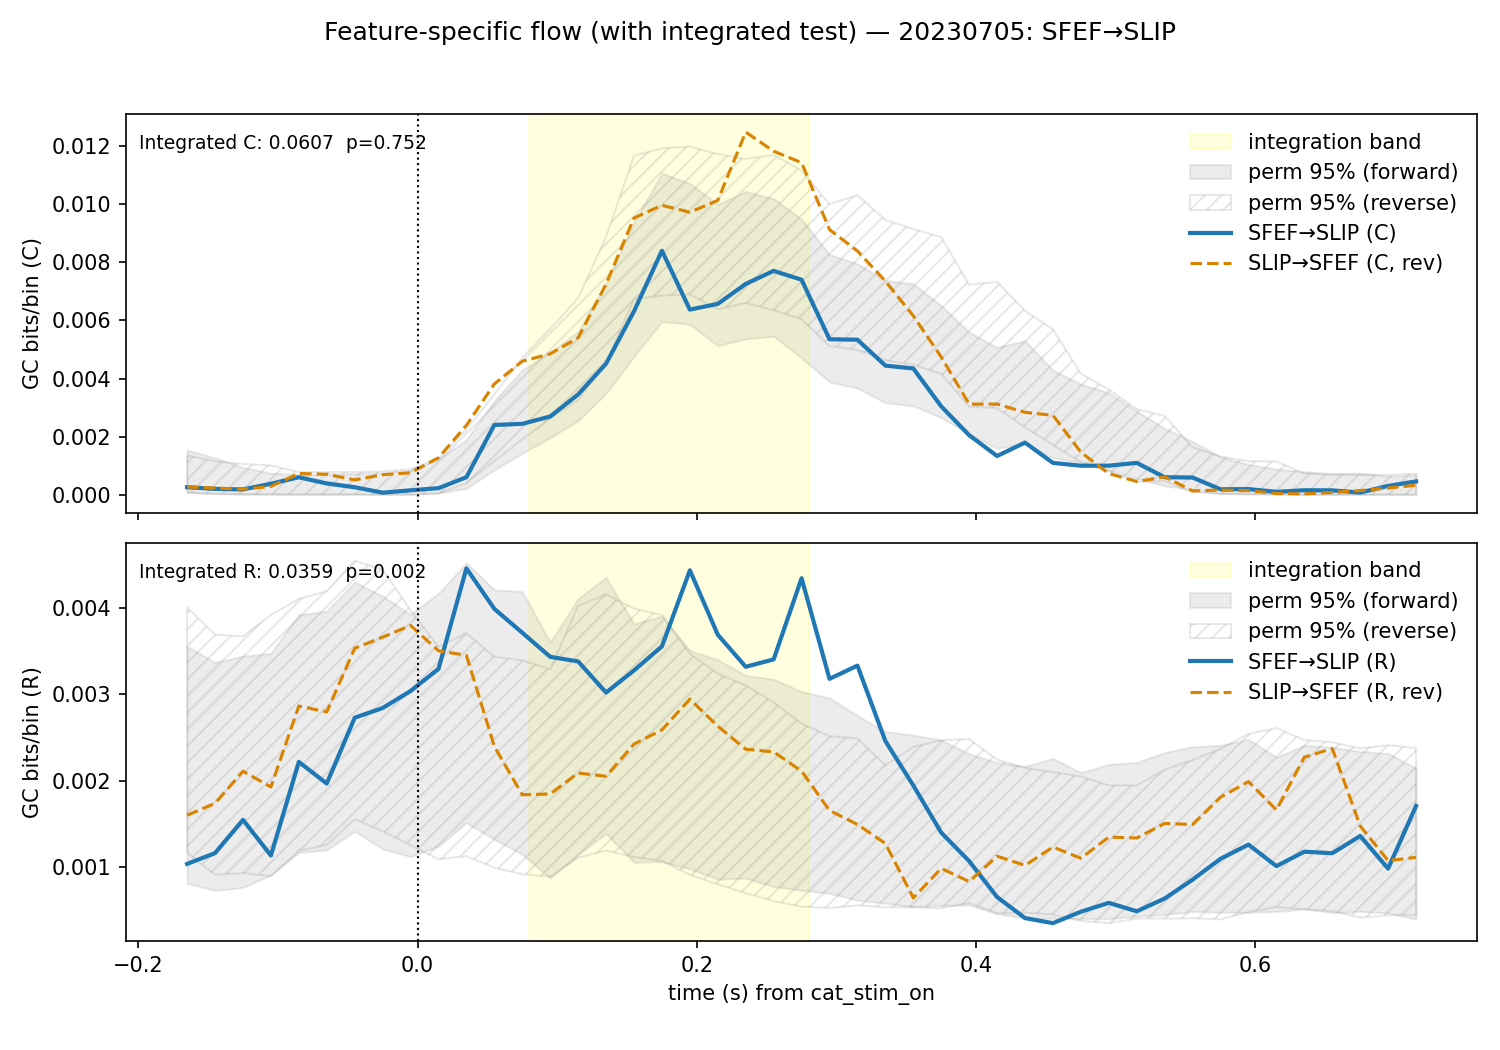 Feature-specific flow (with integrated test) — 20230705: SFEF→SLIP
Integrated C: 0.0607  p=0.752
integration band
perm 95% (forward)
perm 95% (reverse)
SFEF→SLIP (C)
SLIP→SFEF (C, rev)
GC bits/bin (C)
0.012
0.010
0.008
0.006
0.004
0.002
0.000
Integrated R: 0.0359  p=0.002
integration band
perm 95% (forward)
perm 95% (reverse)
SFEF→SLIP (R)
SLIP→SFEF (R, rev)
GC bits/bin (R)
0.004
0.003
0.002
0.001
−0.2 0.0 0.2 0.4 0.6
time (s) from cat_stim_on